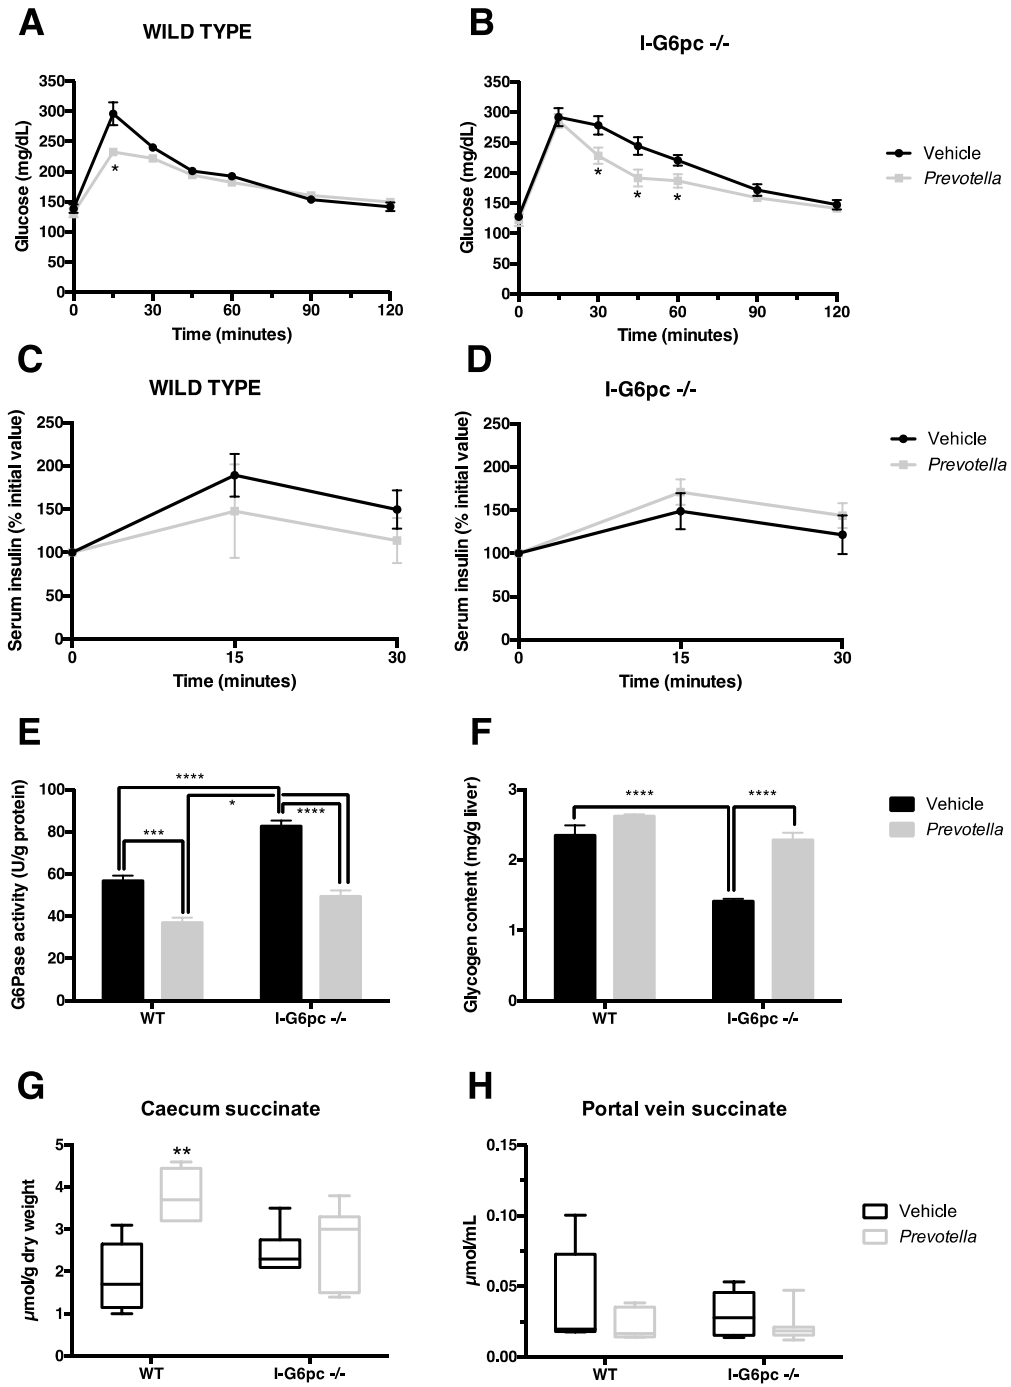 A
WILD TYPE
Glucose (mg/dL)
350
300
250
200
150
100
50
0
0 30 60 90 120
Time (minutes)
B
I-G6pc -/-
Glucose (mg/dL)
350
300
250
200
150
100
50
0
* * *
0 30 60 90 120
Time (minutes)
Vehicle
Prevotella
*
C
WILD TYPE
Serum insulin (% initial value)
250
200
150
100
50
0
0 15 30
Time (minutes)
D
I-G6pc -/-
Serum insulin (% initial value)
250
200
150
100
50
0
0 15 30
Time (minutes)
Vehicle
Prevotella
E
G6Pase activity (U/g protein)
100
80
60
40
20
0
****
*
****
***
WT I-G6pc -/-
F
Glycogen content (mg/g liver)
3
2
1
0
**** ****
WT I-G6pc -/-
Vehicle
Prevotella
G
Caecum succinate
µmol/g dry weight
5
4
3
2
1
0
**
WT I-G6pc -/-
H
Portal vein succinate
µmol/mL
0.15
0.10
0.05
0.00
WT I-G6pc -/-
Vehicle
Prevotella